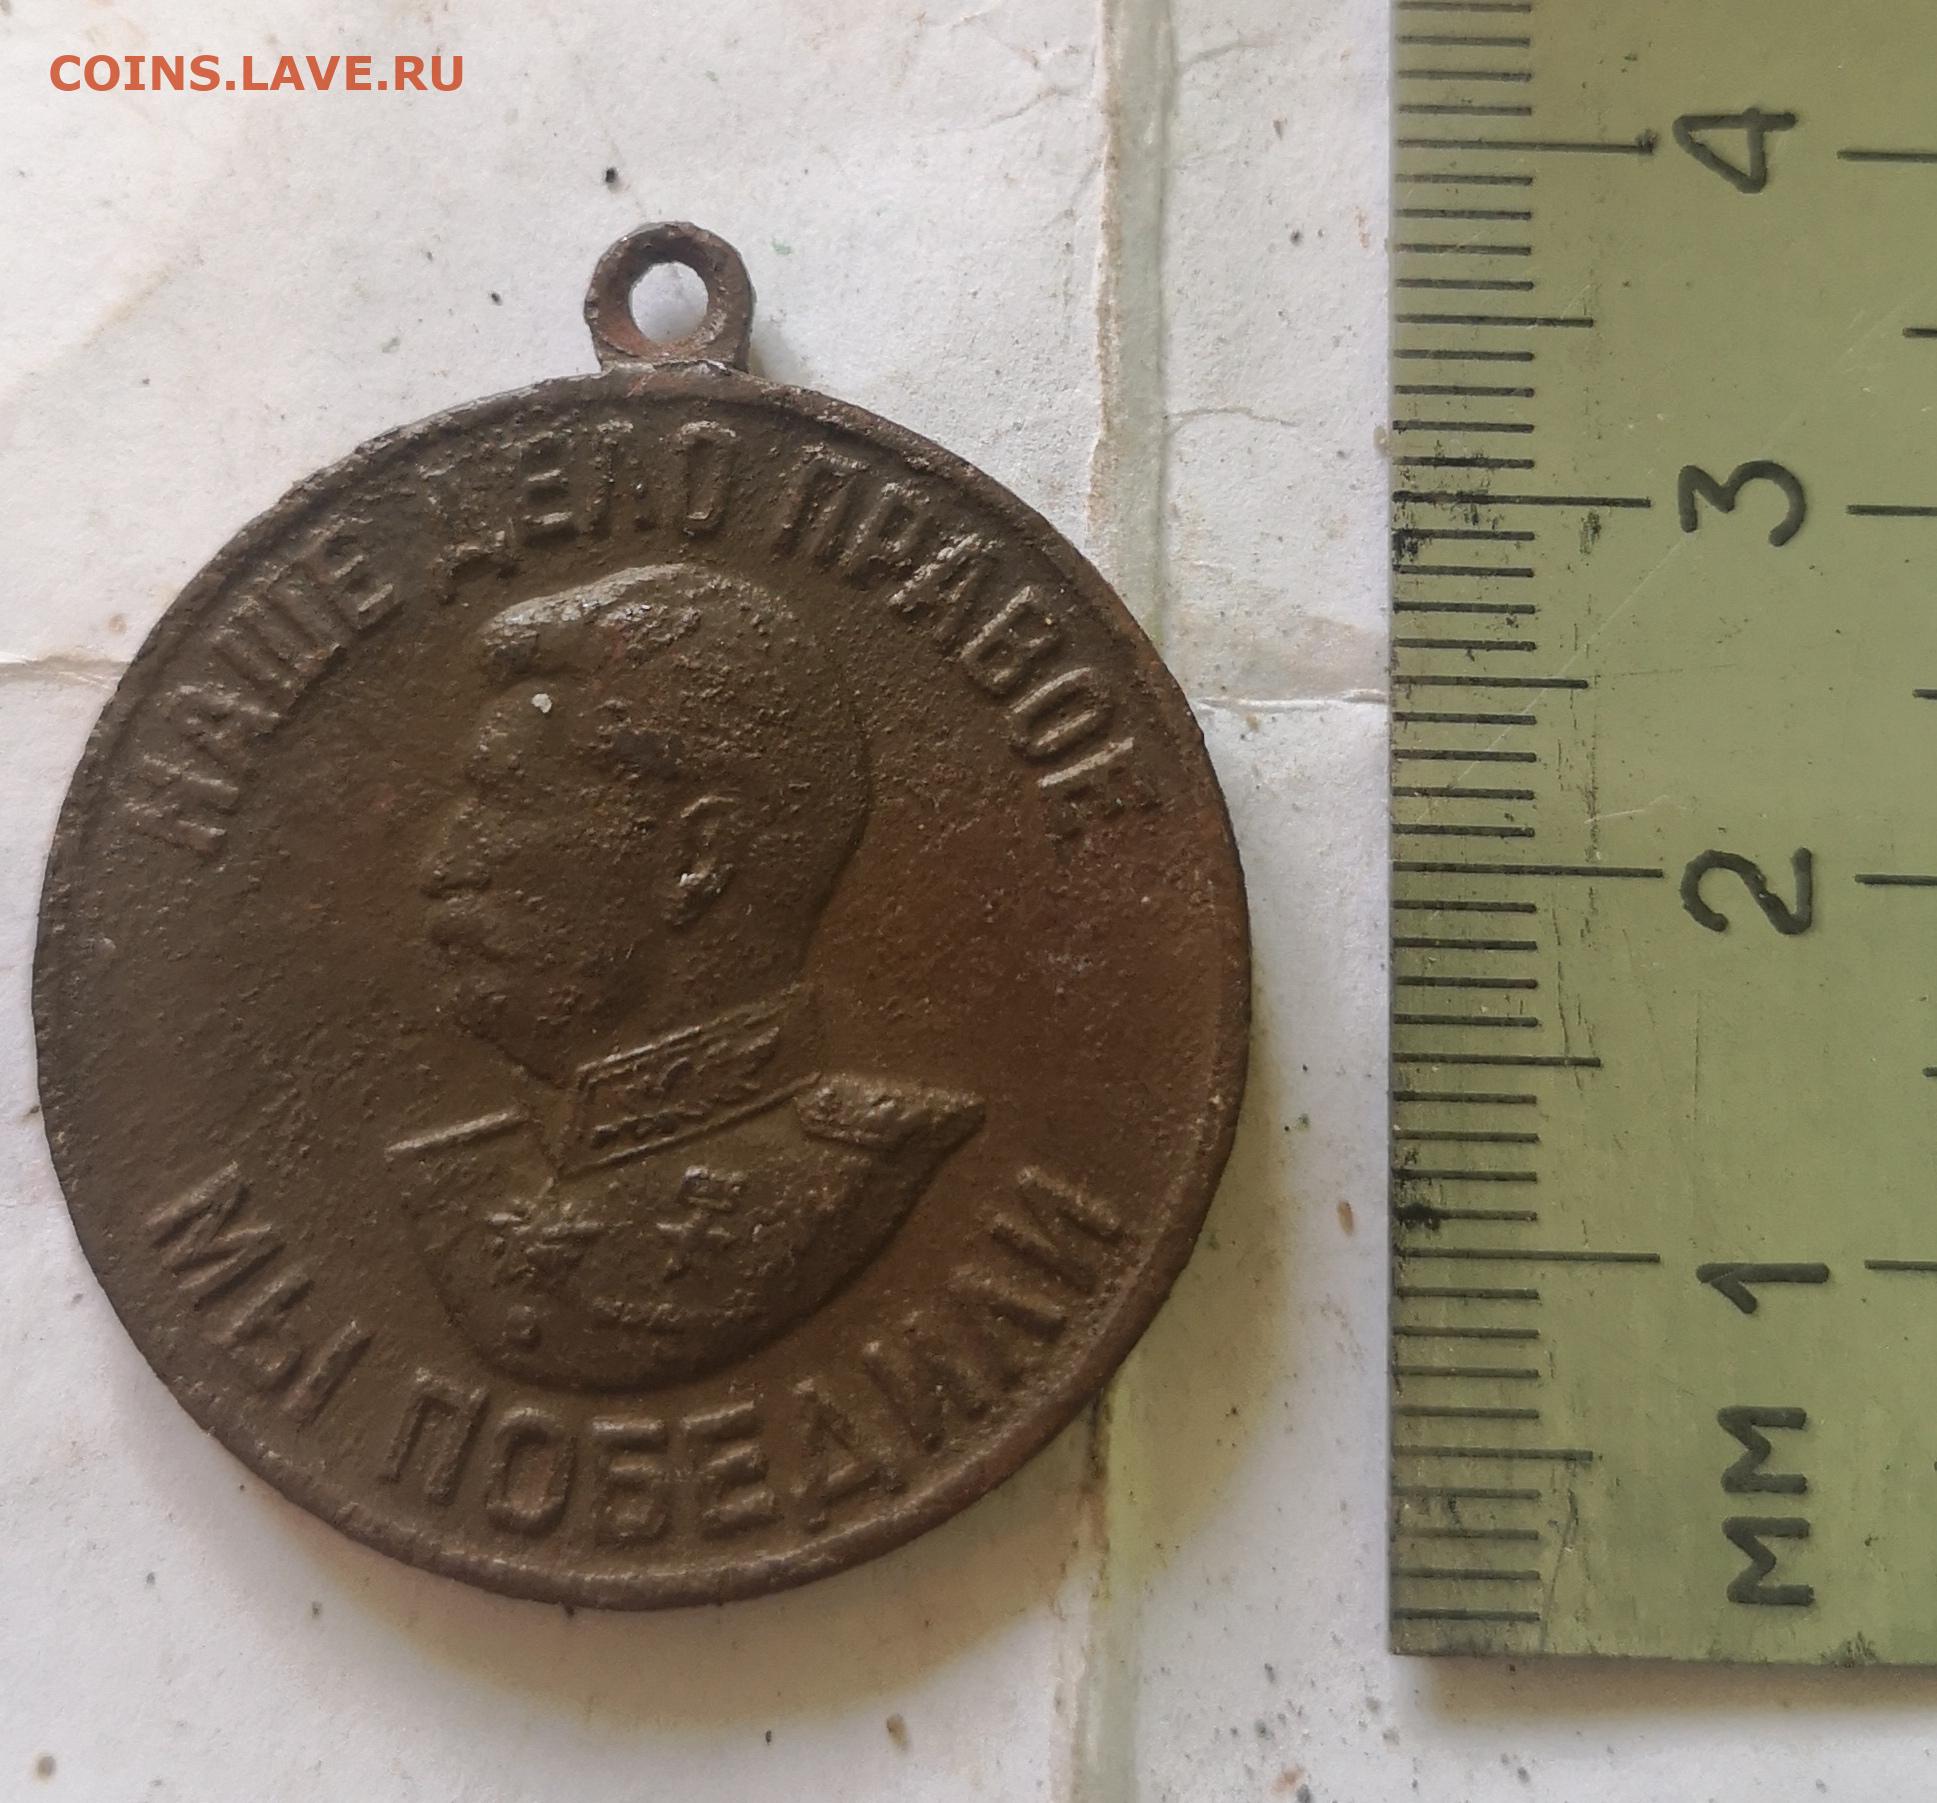 COINS.LAVE.RU
НАШЕ ДЕЛО ПРАВОЕ
МЫ ПОБЕДИЛИ
4
3
2
1
мм